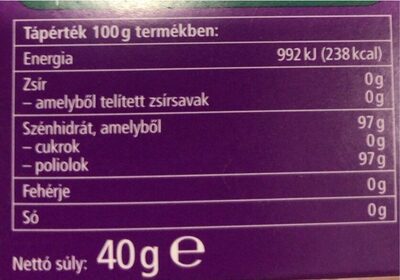 Tápérték 100 g termékben:
Energia 992 kJ (238 kcal)
Zsír 0 g
– amelyből telített zsírsavak 0 g
Szénhidrát, amelyből 97 g
– cukrok 0 g
– poliolok 97 g
Fehérje 0 g
Só 0 g
Nettó súly: 40 g ℮